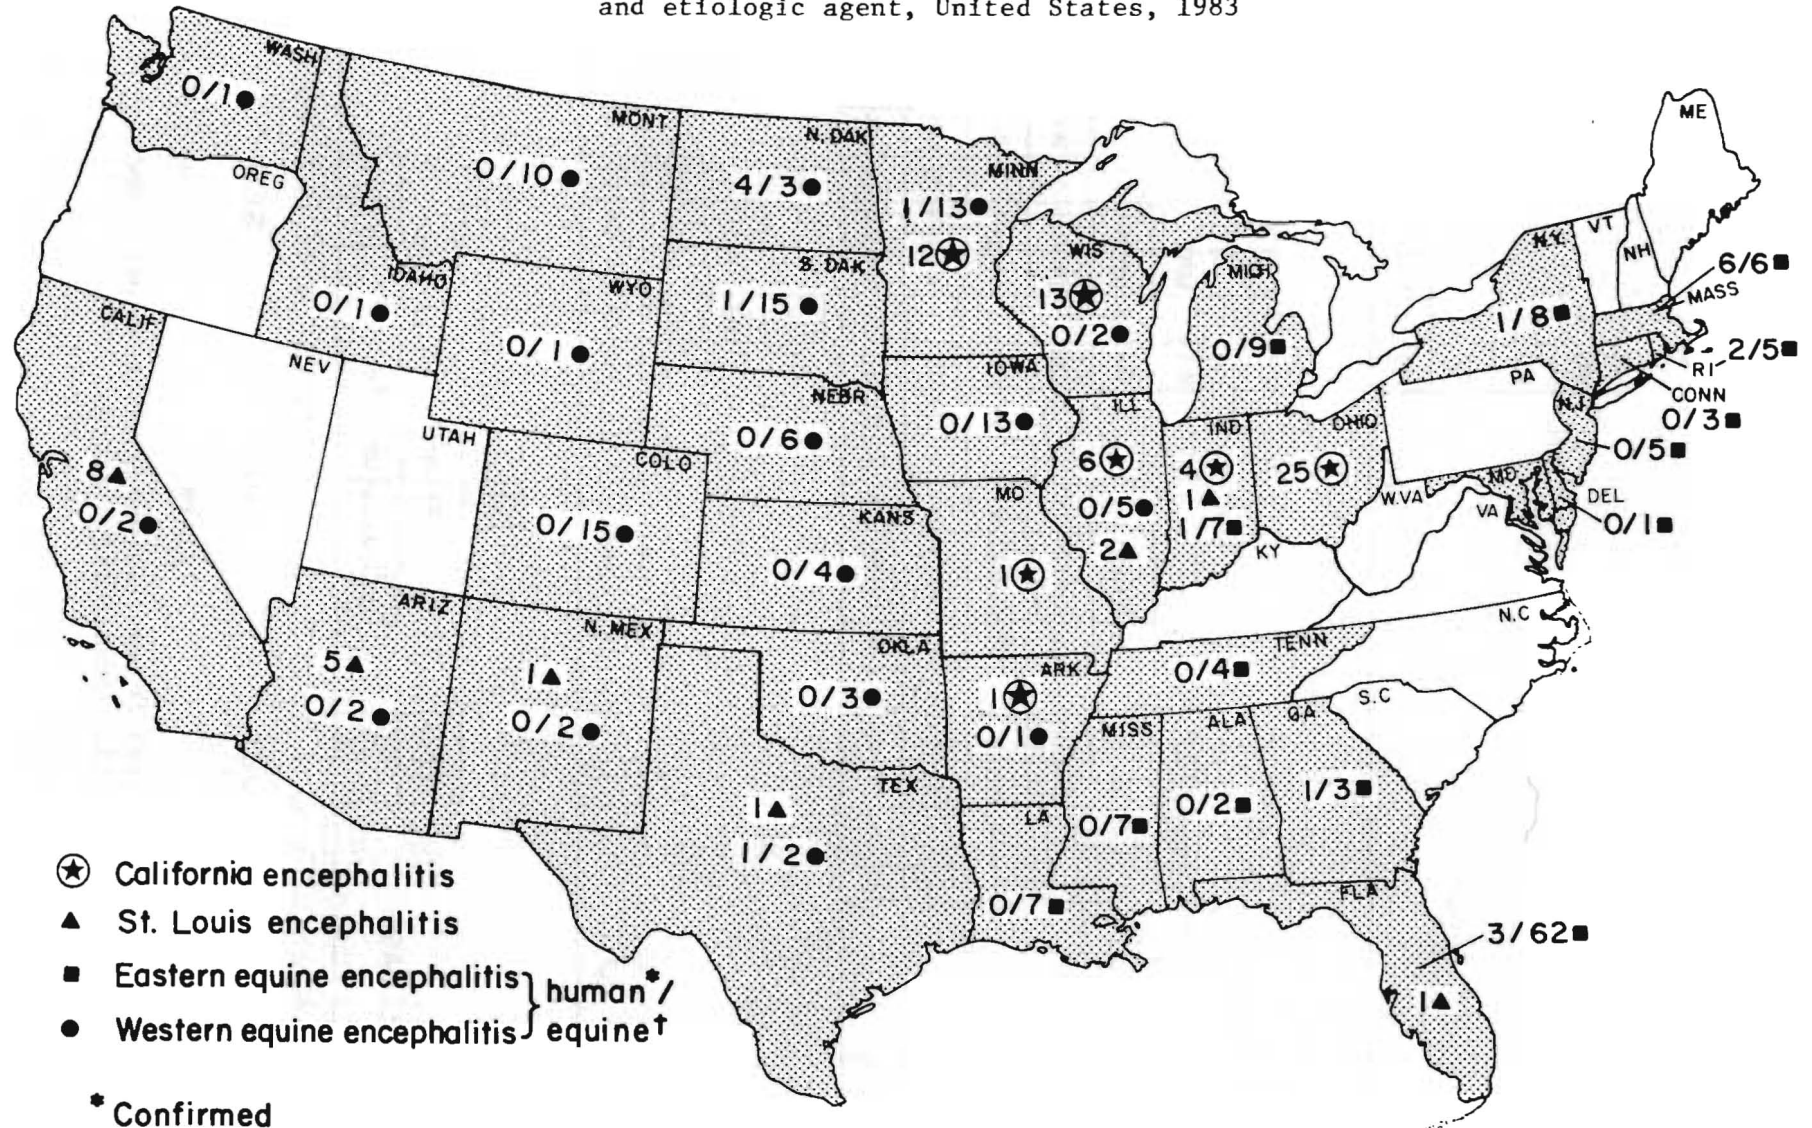 and etiologic agent, United States, 1983
WASH
0/1●
OREG
MONT
0/10●
IDAHO
0/1●
WYO
0/1●
N. DAK
4/3●
S. DAK
1/15●
NEBR
0/6●
MINN
1/13●
12★
WIS
13★
0/2●
MICH
0/9■
IOWA
0/13●
CALIF
8▲
0/2●
NEV
UTAH
COLO
0/15●
KANS
0/4●
MO
1★
ILL
6★
0/5●
2▲
IND
4★
1▲
1/7■
OHIO
25★
ARIZ
5▲
0/2●
N. MEX
1▲
0/2●
OKLA
0/3●
TEX
1▲
1/2●
ARK
1★
0/1●
LA
0/7■
MISS
0/7■
ALA
0/2■
GA
1/3■
FLA
3/62■
1▲
TENN
0/4■
KY
W.VA
VA
N.C
S.C
ME
VT
NH
N.Y.
1/8■
6/6■
MASS
2/5■
RI
CONN
0/3■
PA
N.J.
0/5■
MD
DEL
0/1■
★ California encephalitis
▲ St. Louis encephalitis
■ Eastern equine encephalitis
● Western equine encephalitis
human*/
equine†
* Confirmed